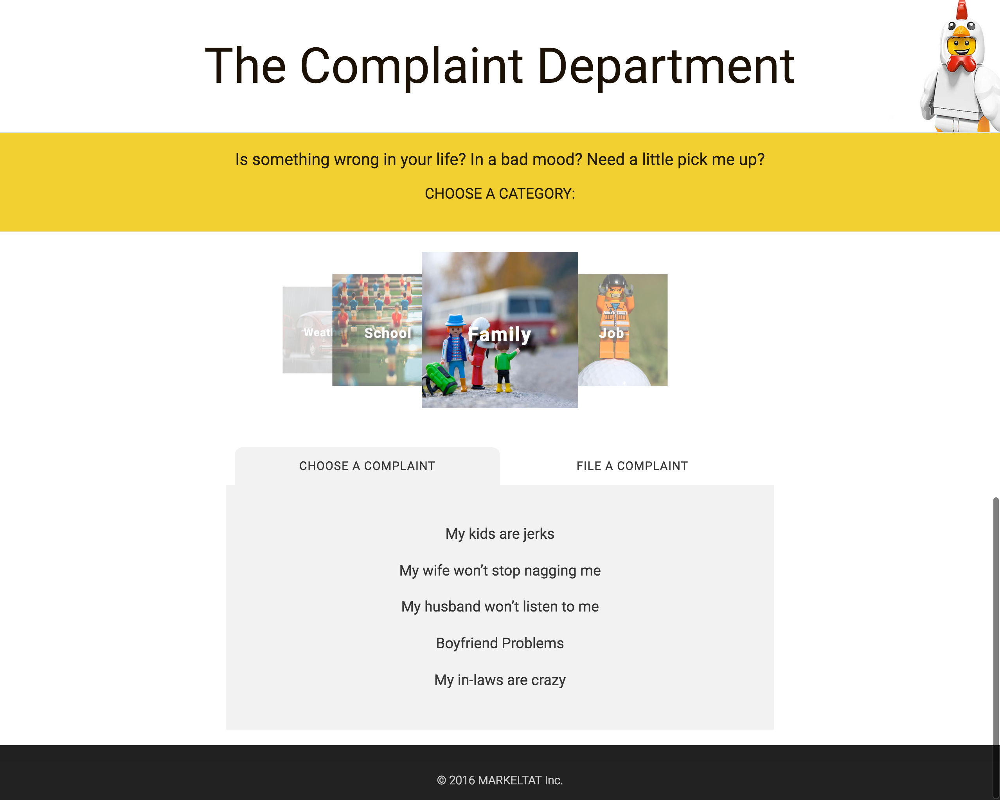 The Complaint Department
Is something wrong in your life? In a bad mood? Need a little pick me up?
CHOOSE A CATEGORY:
School
Family
Job
CHOOSE A COMPLAINT
FILE A COMPLAINT
My kids are jerks
My wife won’t stop nagging me
My husband won’t listen to me
Boyfriend Problems
My in-laws are crazy
© 2016 MARKELTAT Inc.